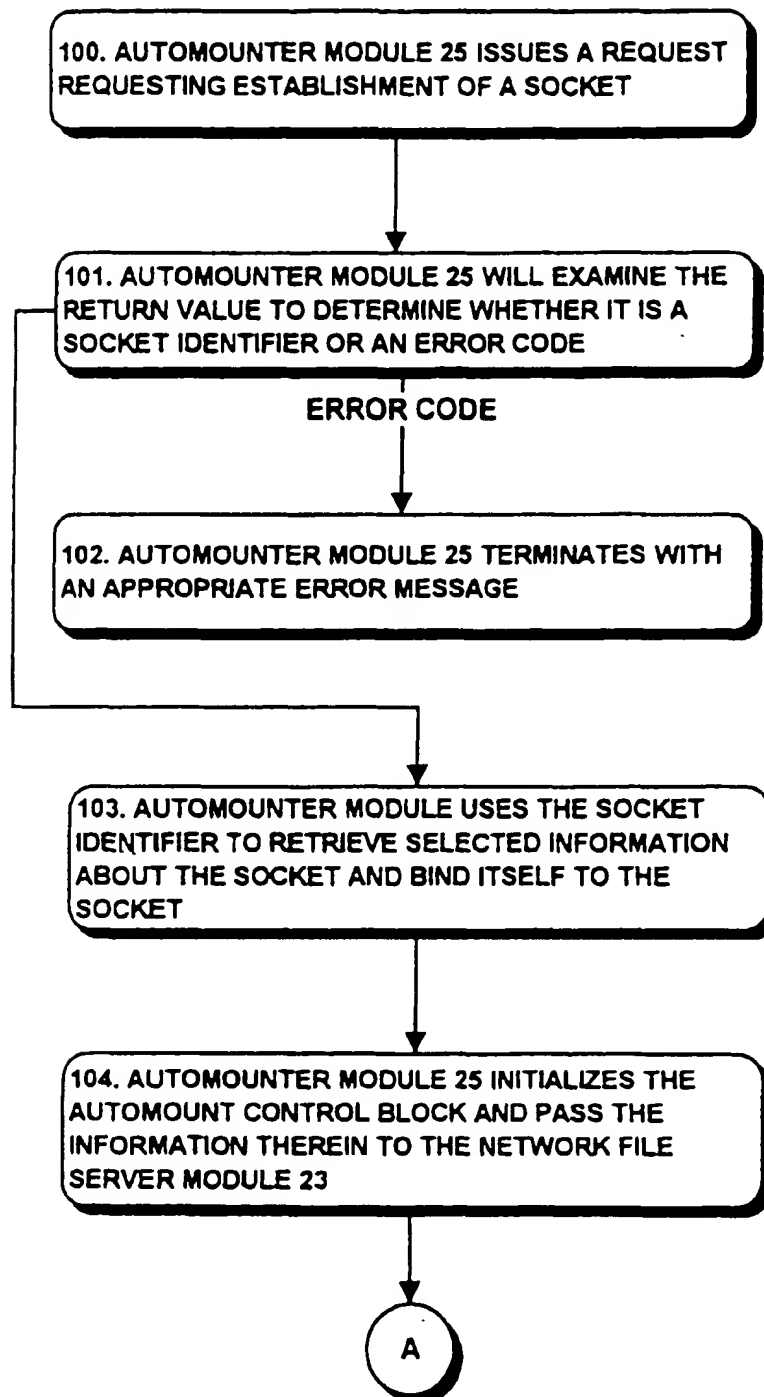 100. AUTOMOUNTER MODULE 25 ISSUES A REQUEST
REQUESTING ESTABLISHMENT OF A SOCKET
101. AUTOMOUNTER MODULE 25 WILL EXAMINE THE
RETURN VALUE TO DETERMINE WHETHER IT IS A
SOCKET IDENTIFIER OR AN ERROR CODE
ERROR CODE
102. AUTOMOUNTER MODULE 25 TERMINATES WITH
AN APPROPRIATE ERROR MESSAGE
103. AUTOMOUNTER MODULE USES THE SOCKET
IDENTIFIER TO RETRIEVE SELECTED INFORMATION
ABOUT THE SOCKET AND BIND ITSELF TO THE
SOCKET
104. AUTOMOUNTER MODULE 25 INITIALIZES THE
AUTOMOUNT CONTROL BLOCK AND PASS THE
INFORMATION THEREIN TO THE NETWORK FILE
SERVER MODULE 23
A